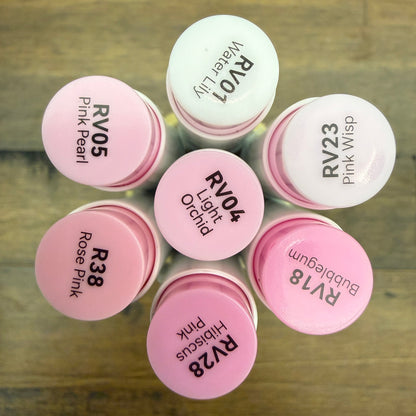 RV01
Water Lily
RV05
Pink Pearl
RV23
Pink Wisp
RV04
Light
Orchid
R38
Rose Pink
RV18
Bubblegum
RV28
Hibiscus
Pink